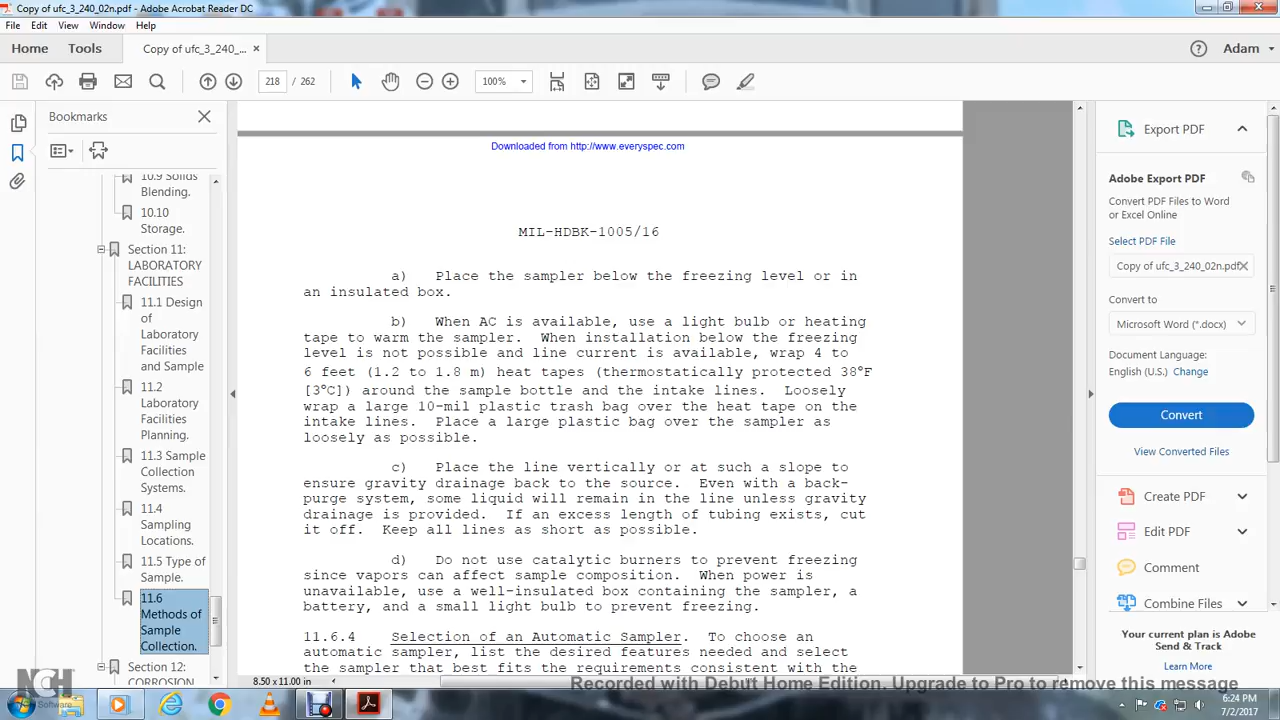 Copy of ufc_3_240_02n.pdf - Adobe Acrobat Reader DC
File Edit View Window Help
Home Tools Copy of ufc_3_240_... × Adam
218 / 262 100%
Bookmarks
10.9 Solids
Blending.
10.10
Storage.
Section 11:
LABORATORY
FACILITIES
11.1 Design
of
Laboratory
Facilities
and Sample
11.2
Laboratory
Facilities
Planning.
11.3 Sample
Collection
Systems.
11.4
Sampling
Locations.
11.5 Type of
Sample.
11.6
Methods of
Sample
Collection.
Section 12:
CORROSION
Downloaded from http://www.everyspec.com
MIL-HDBK-1005/16
a) Place the sampler below the freezing level or in
an insulated box.
b) When AC is available, use a light bulb or heating
tape to warm the sampler. When installation below the freezing
level is not possible and line current is available, wrap 4 to
6 feet (1.2 to 1.8 m) heat tapes (thermostatically protected 38°F
[3°C]) around the sample bottle and the intake lines. Loosely
wrap a large 10-mil plastic trash bag over the heat tape on the
intake lines. Place a large plastic bag over the sampler as
loosely as possible.
c) Place the line vertically or at such a slope to
ensure gravity drainage back to the source. Even with a back-
purge system, some liquid will remain in the line unless gravity
drainage is provided. If an excess length of tubing exists, cut
it off. Keep all lines as short as possible.
d) Do not use catalytic burners to prevent freezing
since vapors can affect sample composition. When power is
unavailable, use a well-insulated box containing the sampler, a
battery, and a small light bulb to prevent freezing.
11.6.4 Selection of an Automatic Sampler. To choose an
automatic sampler, list the desired features needed and select
the sampler that best fits the requirements consistent with the
8.50 x 11.00 in
Export PDF
Adobe Export PDF
Convert PDF Files to Word
or Excel Online
Select PDF File
Copy of ufc_3_240_02n.pdf
Convert to
Microsoft Word (*.docx)
Document Language:
English (U.S.) Change
Convert
View Converted Files
Create PDF
Edit PDF
Comment
Combine Files
Your current plan is Adobe
Send & Track
Learn More
Recorded with Debut Home Edition. Upgrade to Pro to remove this message
NCH
Software
6:24 PM
7/2/2017